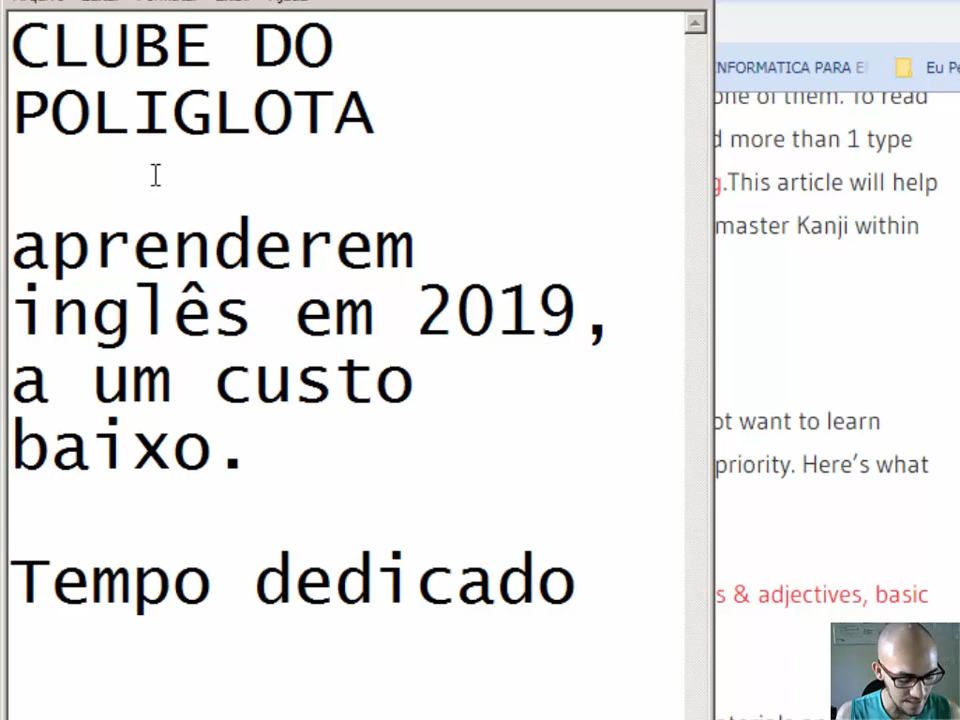 CLUBE DO
POLIGLOTA
aprenderem
inglês em 2019,
a um custo
baixo.
Tempo dedicado
INFORMATICA PARA E
Eu Pe
one of them. To read
d more than 1 type
g.This article will help
master Kanji within
ot want to learn
priority. Here’s what
s & adjectives, basic